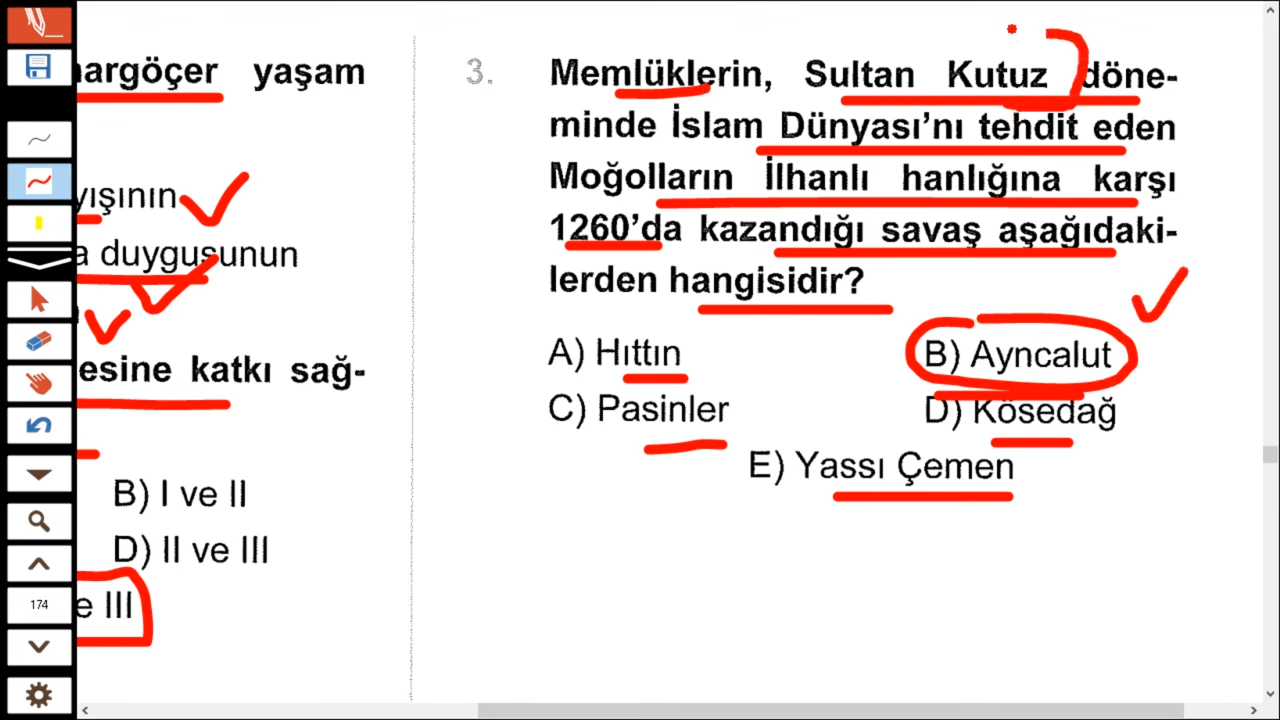 nargöçer yaşam
yışının
a duygusunun
esine katkı sağ-
B) I ve II
D) II ve III
e III
3. Memlüklerin, Sultan Kutuz döne-
minde İslam Dünyası'nı tehdit eden
Moğolların İlhanlı hanlığına karşı
1260'da kazandığı savaş aşağıdaki-
lerden hangisidir?
A) Hıttın B) Ayncalut
C) Pasinler D) Kösedağ
E) Yassı Çemen
174